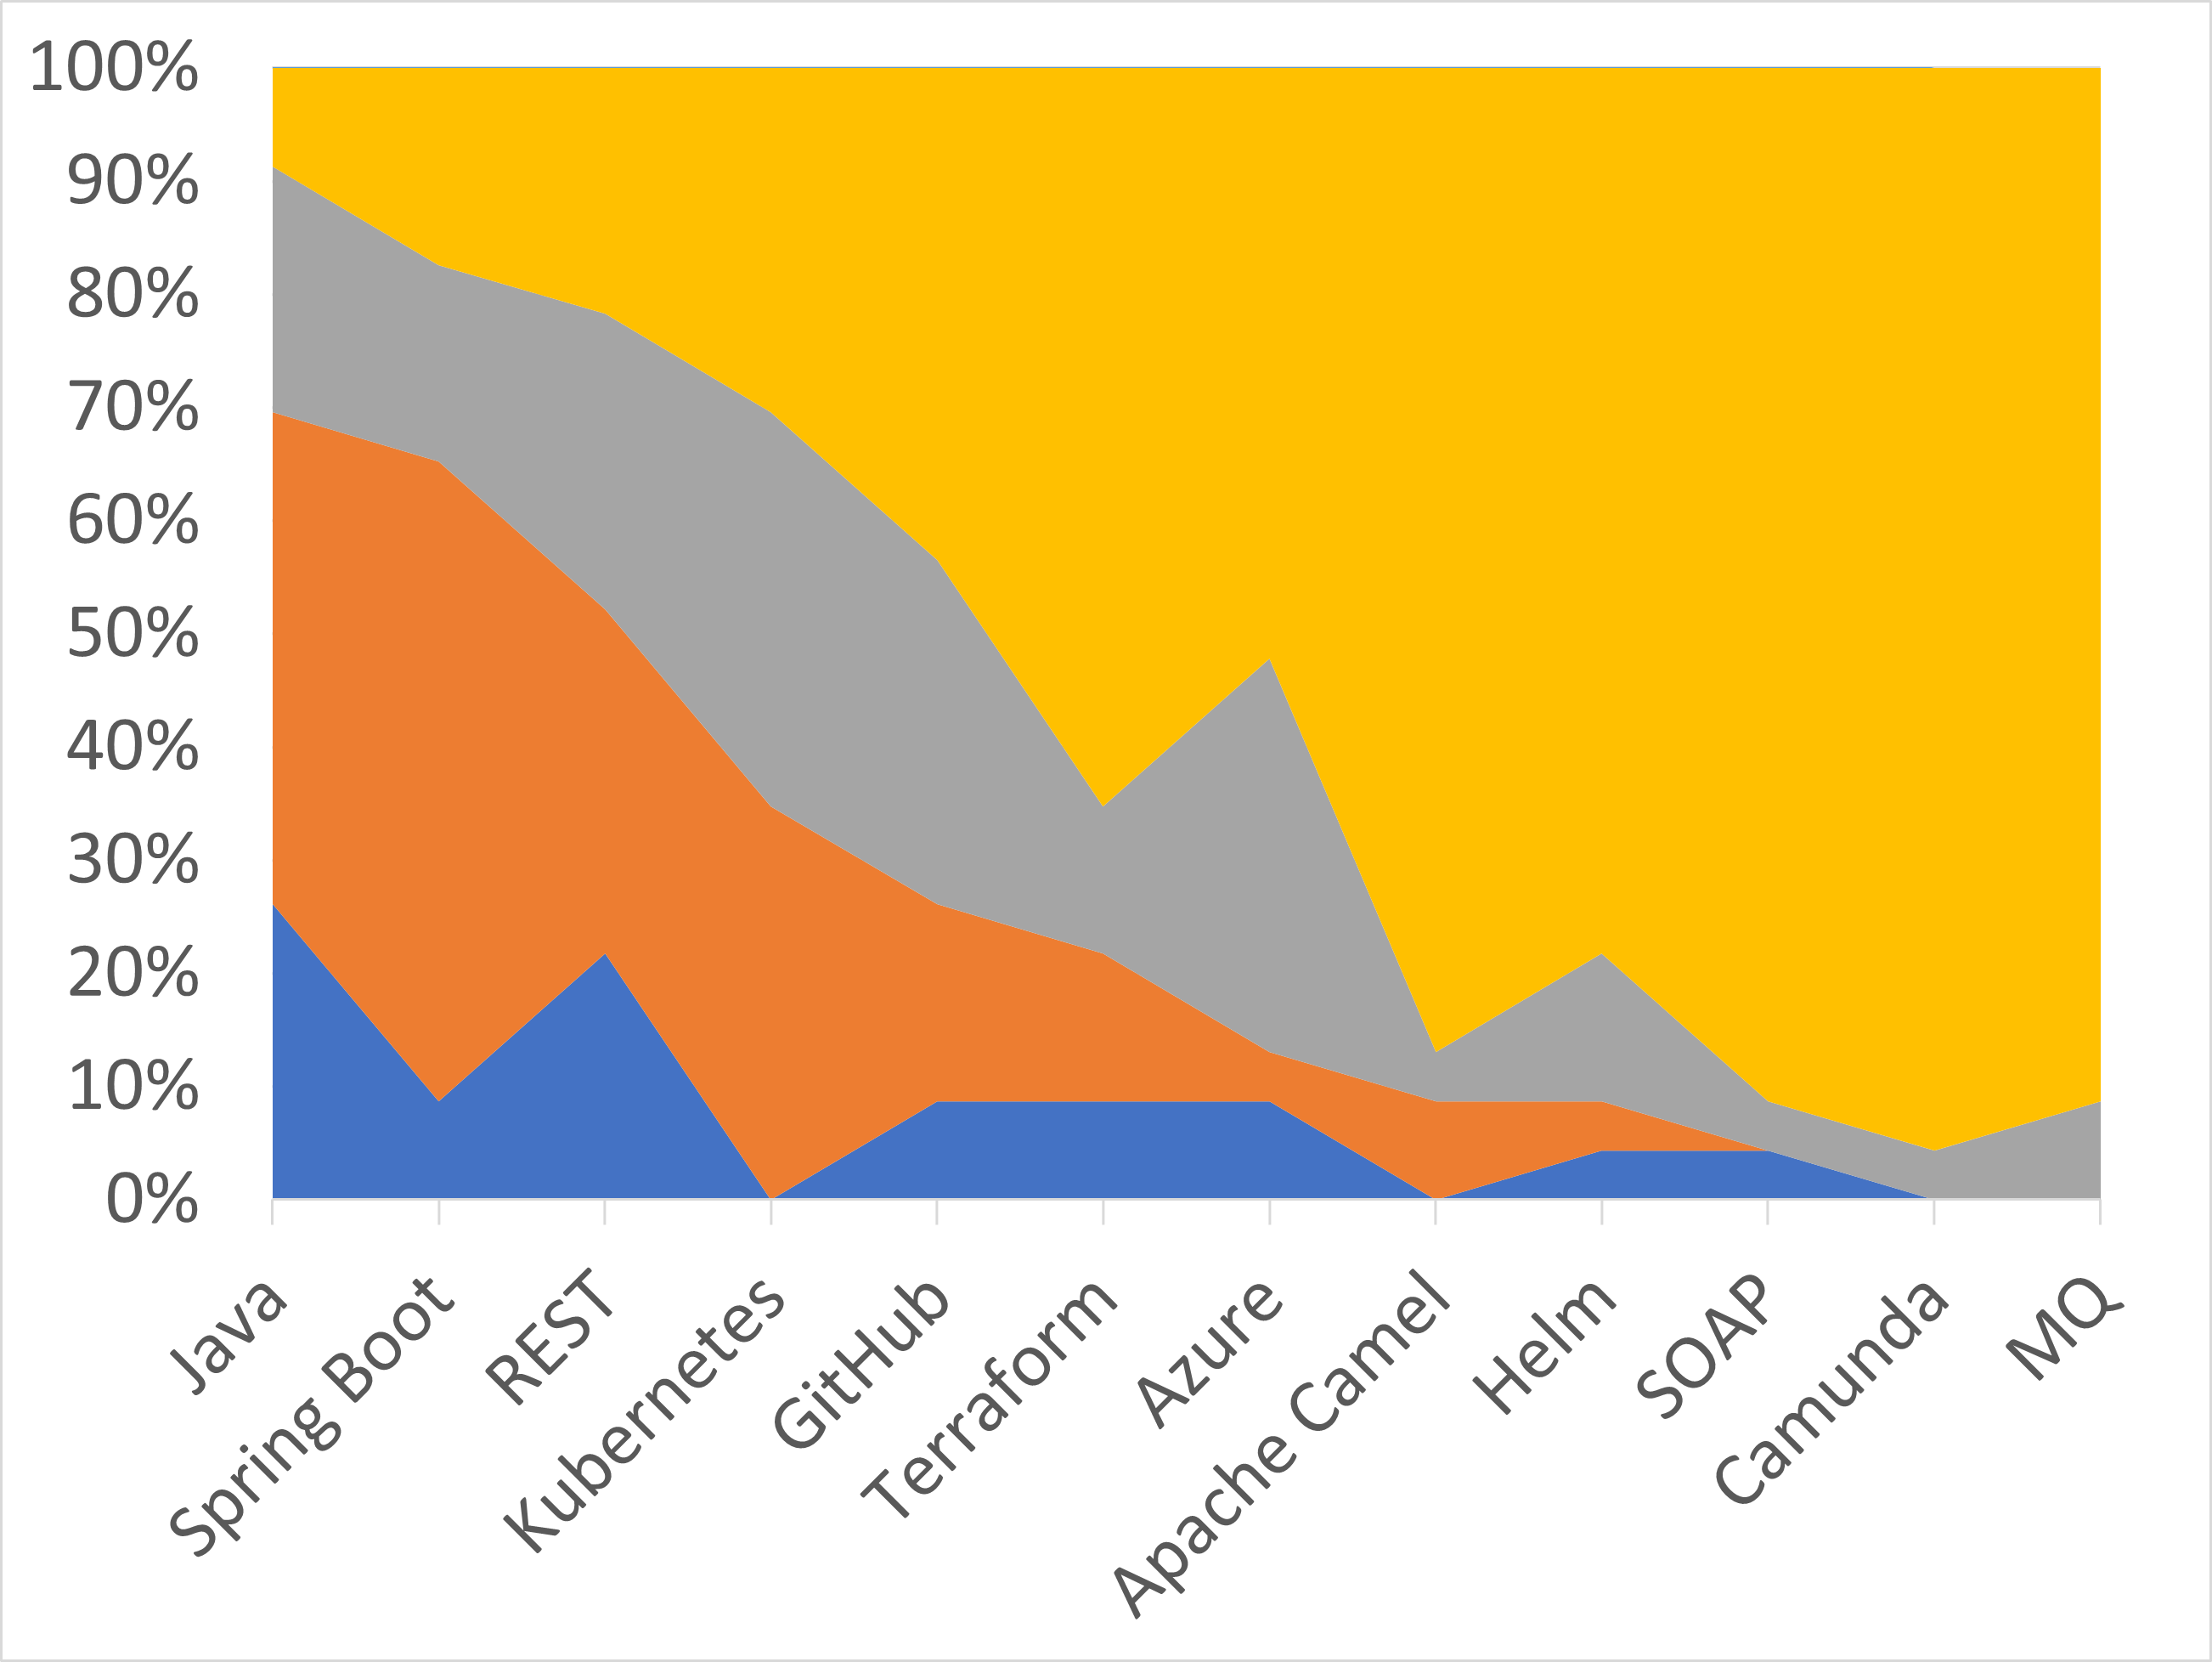 100%
90%
80%
70%
60%
50%
40%
30%
20%
10%
0%
Java
Spring Boot
REST
Kubernetes
GitHub
Terraform
Azure
Apache Camel
Helm
SOAP
Camunda
MQ